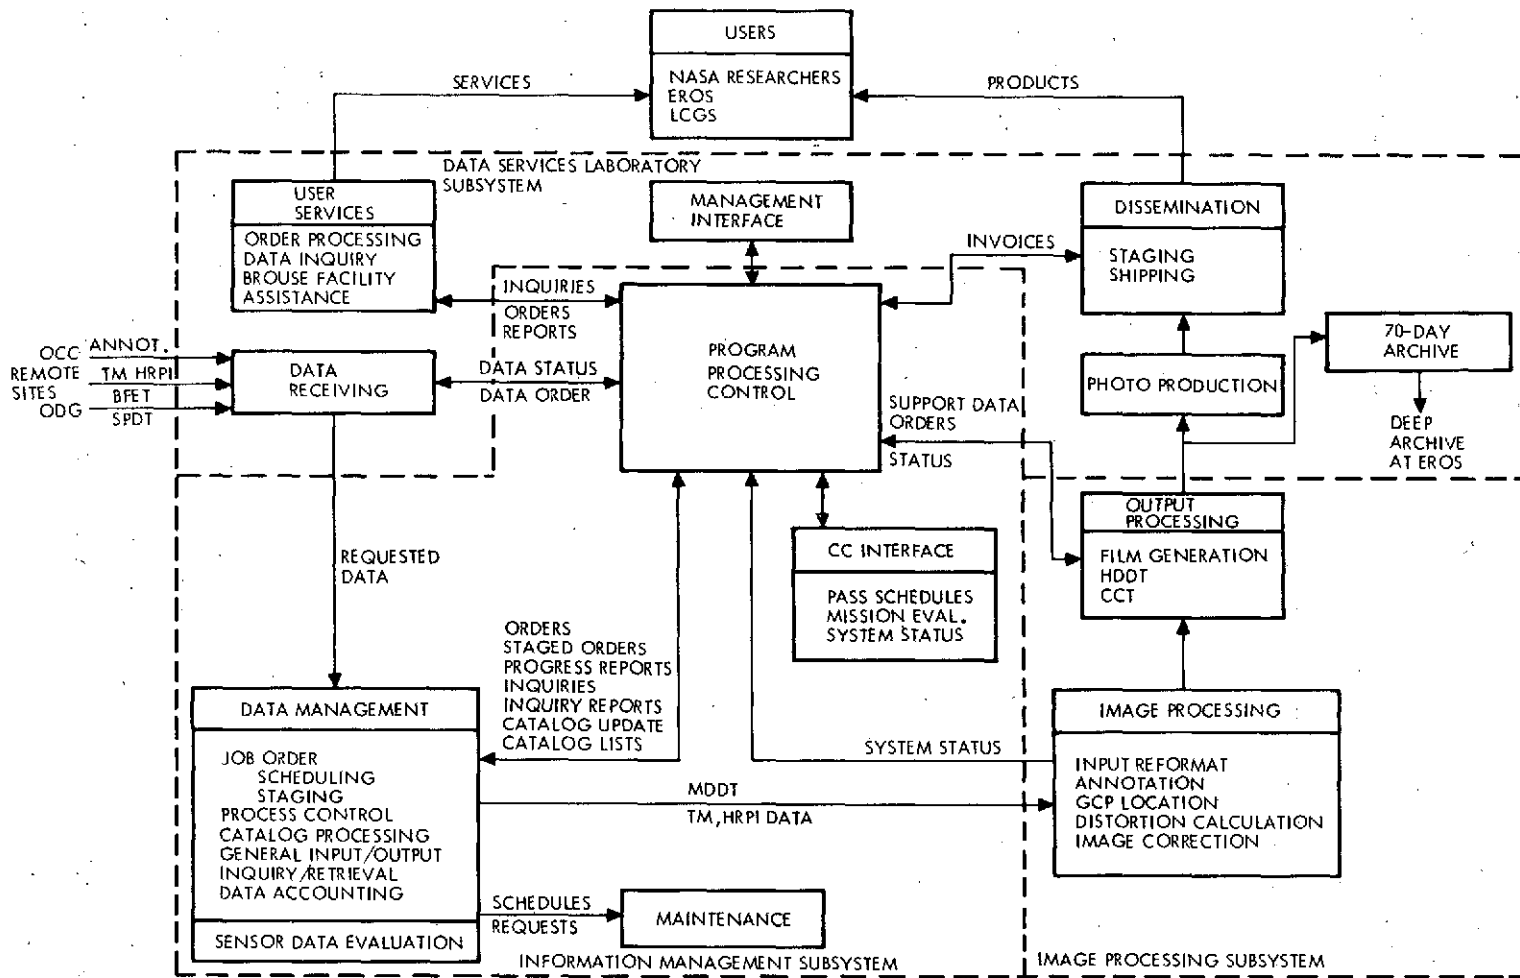 USERS
NASA RESEARCHERS
EROS
LCGS
SERVICES
PRODUCTS
DATA SERVICES LABORATORY
SUBSYSTEM
USER
SERVICES
ORDER PROCESSING
DATA INQUIRY
BROUSE FACILITY
ASSISTANCE
MANAGEMENT
INTERFACE
DISSEMINATION
STAGING
SHIPPING
INVOICES
INQUIRIES
ORDERS
REPORTS
OCC
REMOTE
SITES
ODG
ANNOT.
TM HRPI
BFET
SPDT
DATA
RECEIVING
DATA STATUS
DATA ORDER
PROGRAM
PROCESSING
CONTROL
70-DAY
ARCHIVE
PHOTO PRODUCTION
DEEP
ARCHIVE
AT EROS
SUPPORT DATA
ORDERS
STATUS
OUTPUT
PROCESSING
FILM GENERATION
HDDT
CCT
REQUESTED
DATA
CC INTERFACE
PASS SCHEDULES
MISSION EVAL.
SYSTEM STATUS
ORDERS
STAGED ORDERS
PROGRESS REPORTS
INQUIRIES
INQUIRY REPORTS
CATALOG UPDATE
CATALOG LISTS
DATA MANAGEMENT
JOB ORDER
SCHEDULING
STAGING
PROCESS CONTROL
CATALOG PROCESSING
GENERAL INPUT/OUTPUT
INQUIRY/RETRIEVAL
DATA ACCOUNTING
SENSOR DATA EVALUATION
SYSTEM STATUS
MDDT
TM,HRPI DATA
IMAGE PROCESSING
INPUT REFORMAT
ANNOTATION
GCP LOCATION
DISTORTION CALCULATION
IMAGE CORRECTION
SCHEDULES
REQUESTS
MAINTENANCE
INFORMATION MANAGEMENT SUBSYSTEM
IMAGE PROCESSING SUBSYSTEM